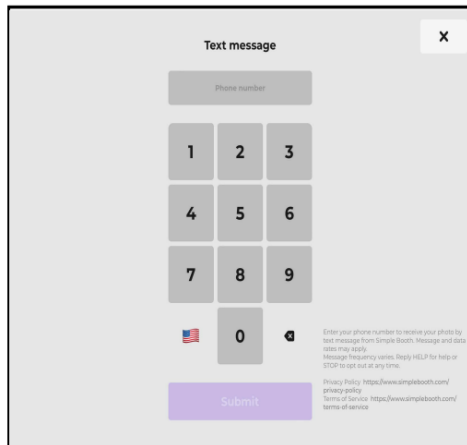 X
Text message
Phone number
1 2 3
4 5 6
7 8 9
0
Enter your phone number to receive your photo by
text message from Simple Booth. Message and data
rates may apply.
Message frequency varies. Reply HELP for help or
STOP to opt out at any time.
Privacy Policy https://www.simplebooth.com/
privacy-policy
Terms of Service https://www.simplebooth.com/
terms-of-service
Submit